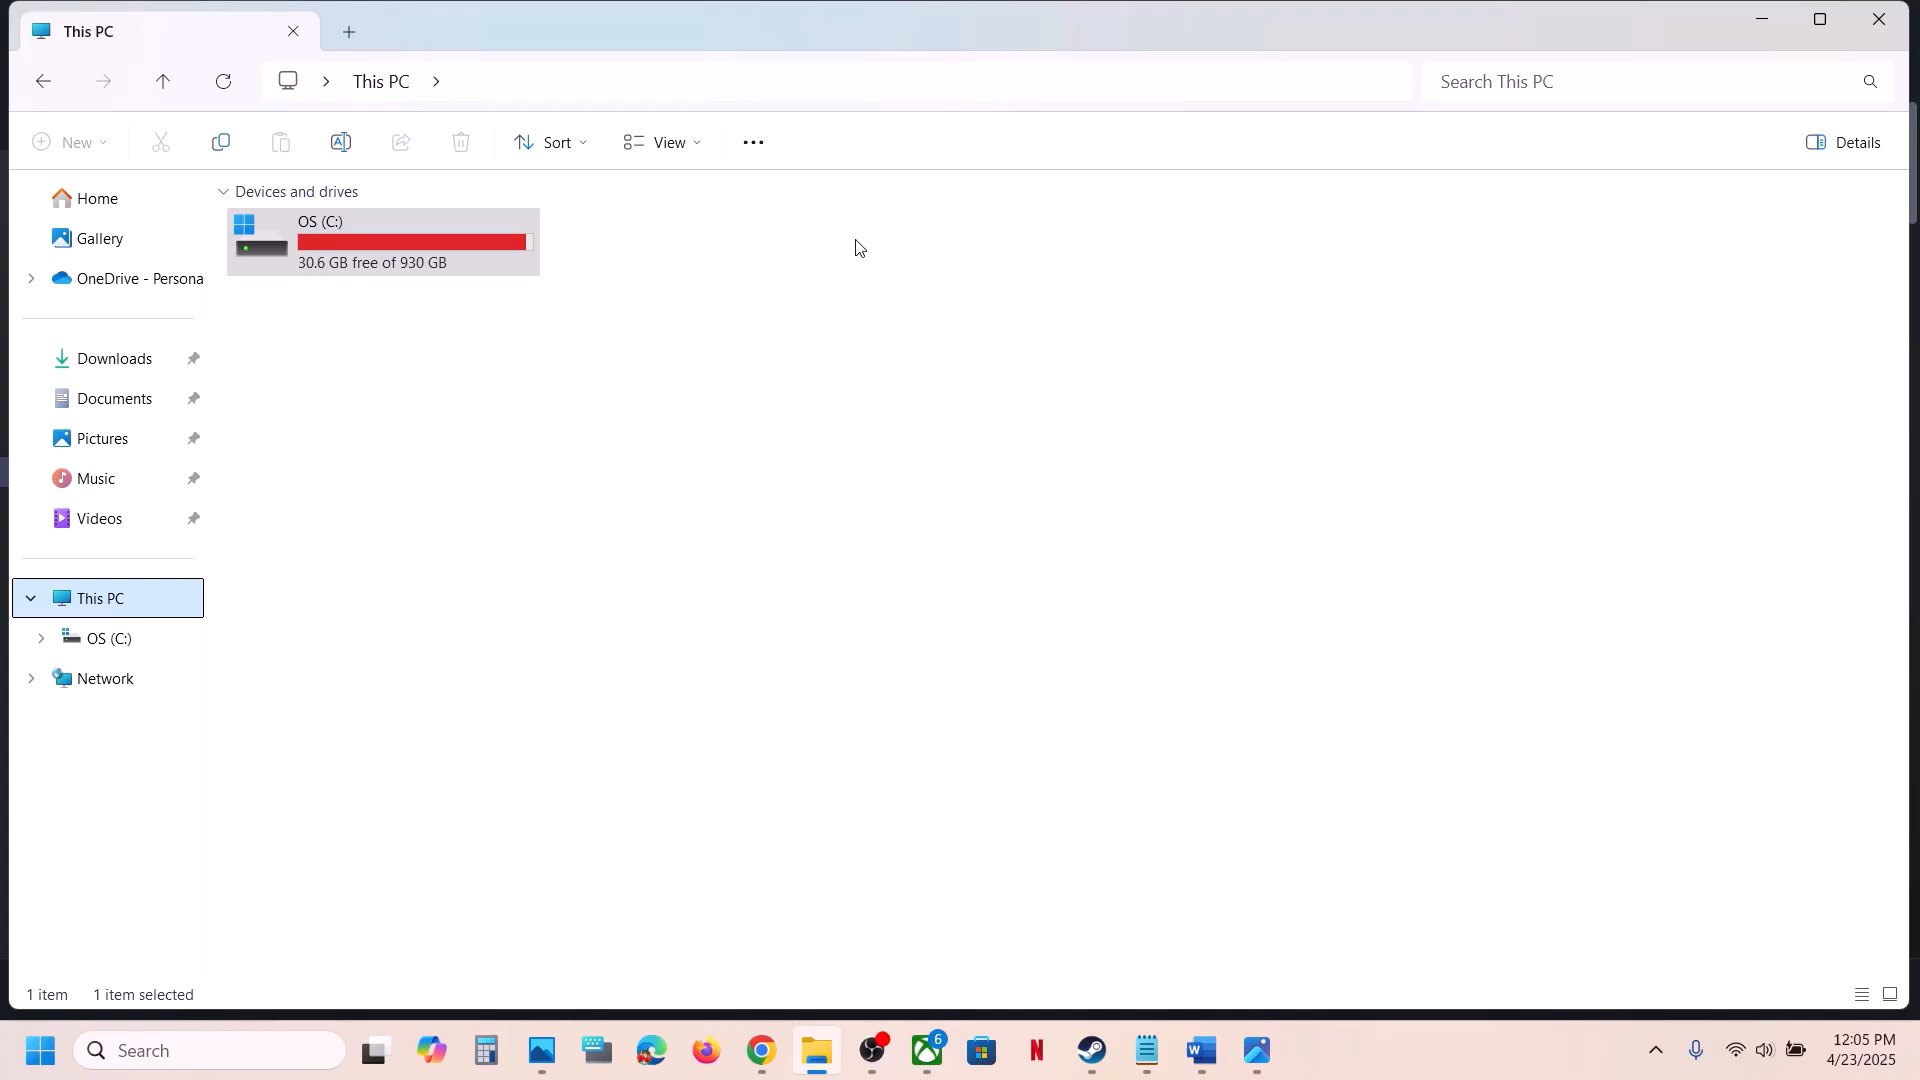 This PC
This PC
Search This PC
New
Sort
View
Details
Home
Gallery
OneDrive - Persona
Downloads
Documents
Pictures
Music
Videos
This PC
OS (C:)
Network
Devices and drives
OS (C:)
30.6 GB free of 930 GB
1 item 1 item selected
Search
6
12:05 PM
4/23/2025